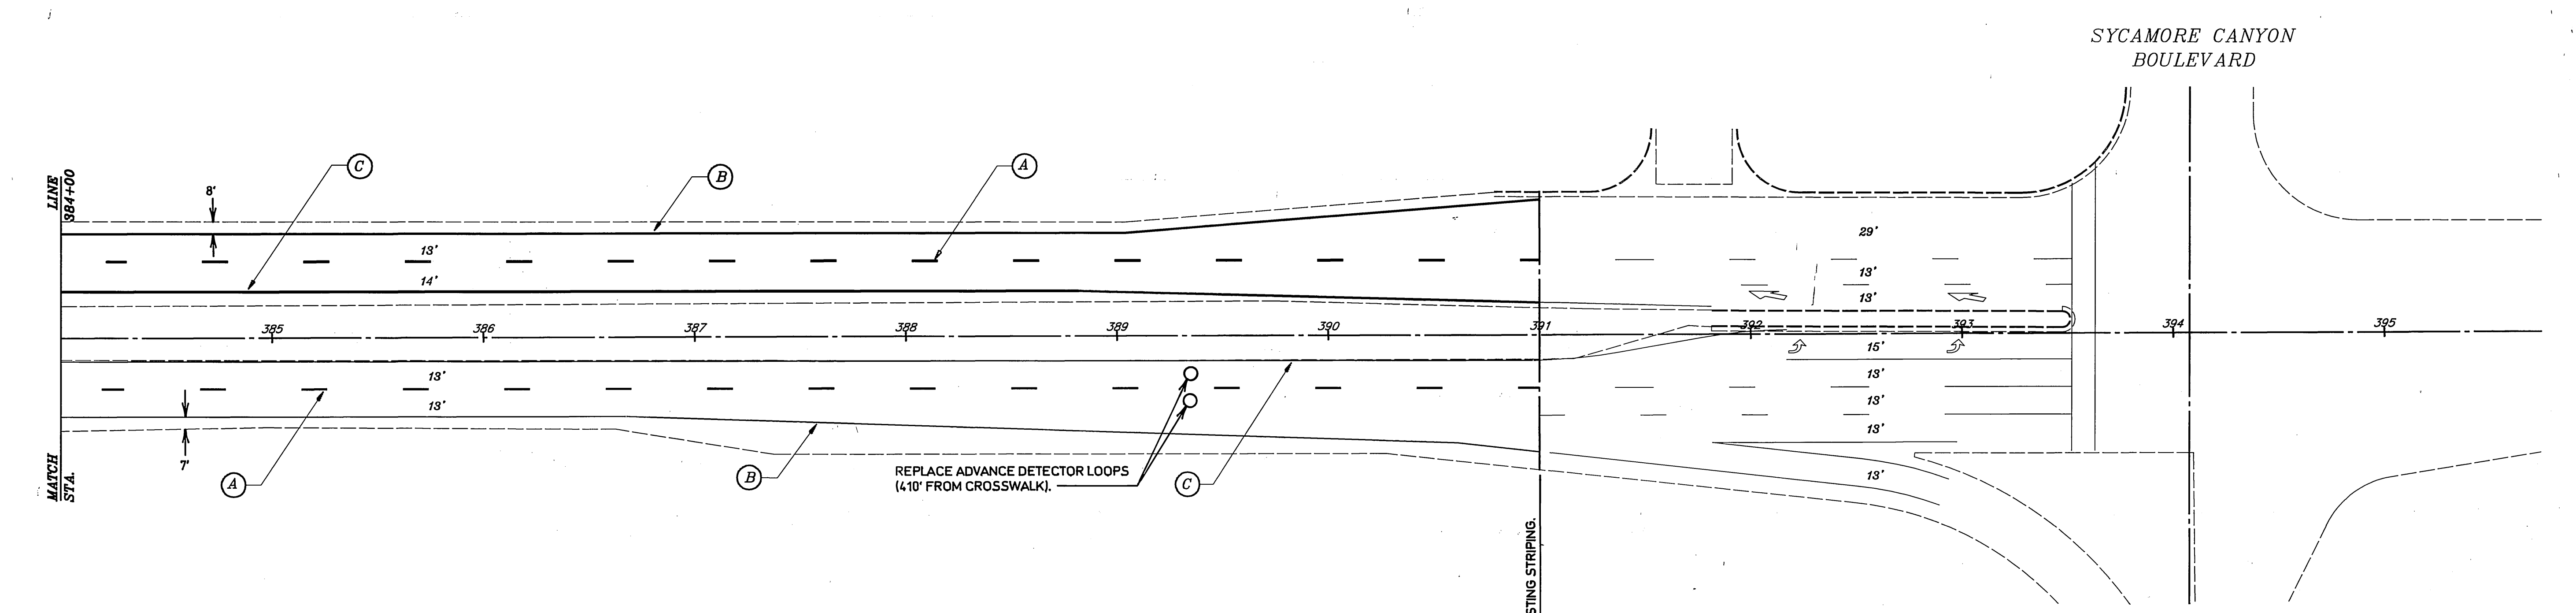 SYCAMORE CANYON
BOULEVARD
LINE
384+00
8'
C
B
A
13'
14'
29'
13'
13'
385
386
387
388
389
390
391
392
393
394
395
15'
13'
13'
13'
13'
13'
13'
7'
MATCH
STA.
A
B
REPLACE ADVANCE DETECTOR LOOPS
(410' FROM CROSSWALK).
C
STING STRIPING.